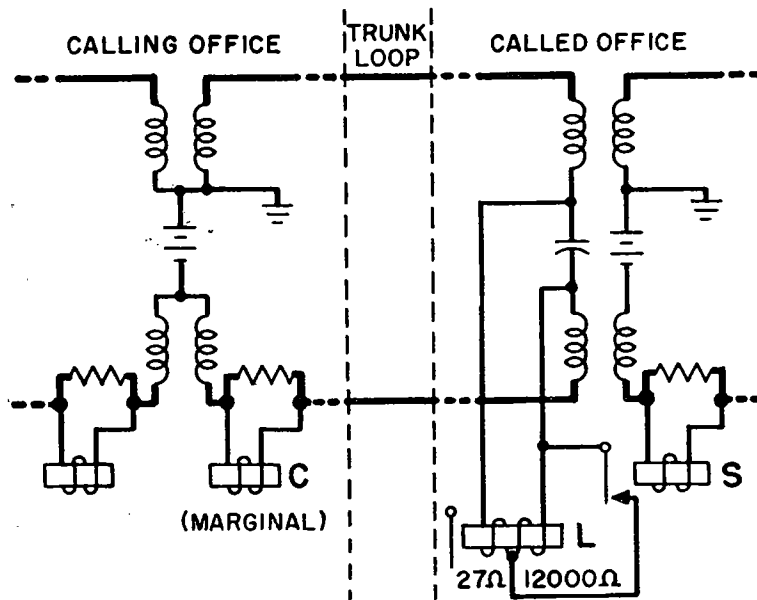 CALLING OFFICE
TRUNK
LOOP
CALLED OFFICE
C
(MARGINAL)
S
L
27Ω 12000Ω